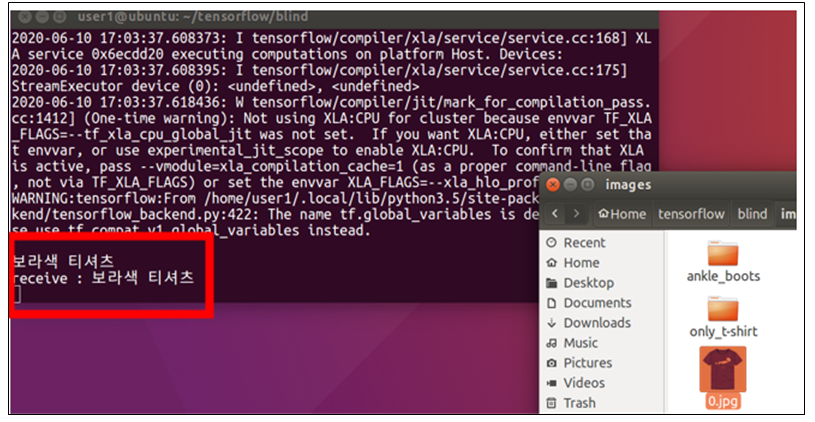 user1@ubuntu: ~/tensorflow/blind
2020-06-10 17:03:37.608373: I tensorflow/compiler/xla/service/service.cc:168] XL
A service 0x6ecdd20 executing computations on platform Host. Devices:
2020-06-10 17:03:37.608395: I tensorflow/compiler/xla/service/service.cc:175]
StreamExecutor device (0): <undefined>, <undefined>
2020-06-10 17:03:37.618436: W tensorflow/compiler/jit/mark_for_compilation_pass.
cc:1412] (One-time warning): Not using XLA:CPU for cluster because envvar TF_XLA
_FLAGS=--tf_xla_cpu_global_jit was not set.  If you want XLA:CPU, either set tha
t envvar, or use experimental_jit_scope to enable XLA:CPU.  To confirm that XLA
is active, pass --vmodule=xla_compilation_cache=1 (as a proper command-line flag
, not via TF_XLA_FLAGS) or set the envvar XLA_FLAGS=--xla_hlo_prof
WARNING:tensorflow:From /home/user1/.local/lib/python3.5/site-pack
kend/tensorflow_backend.py:422: The name tf.global_variables is de
se use tf.compat.v1.global_variables instead.
보라색 티셔츠
receive : 보라색 티셔츠
images
Home tensorflow blind im
Recent
Home
Desktop
Documents
Downloads
Music
Pictures
Videos
Trash
ankle_boots
only_t-shirt
0.jpg